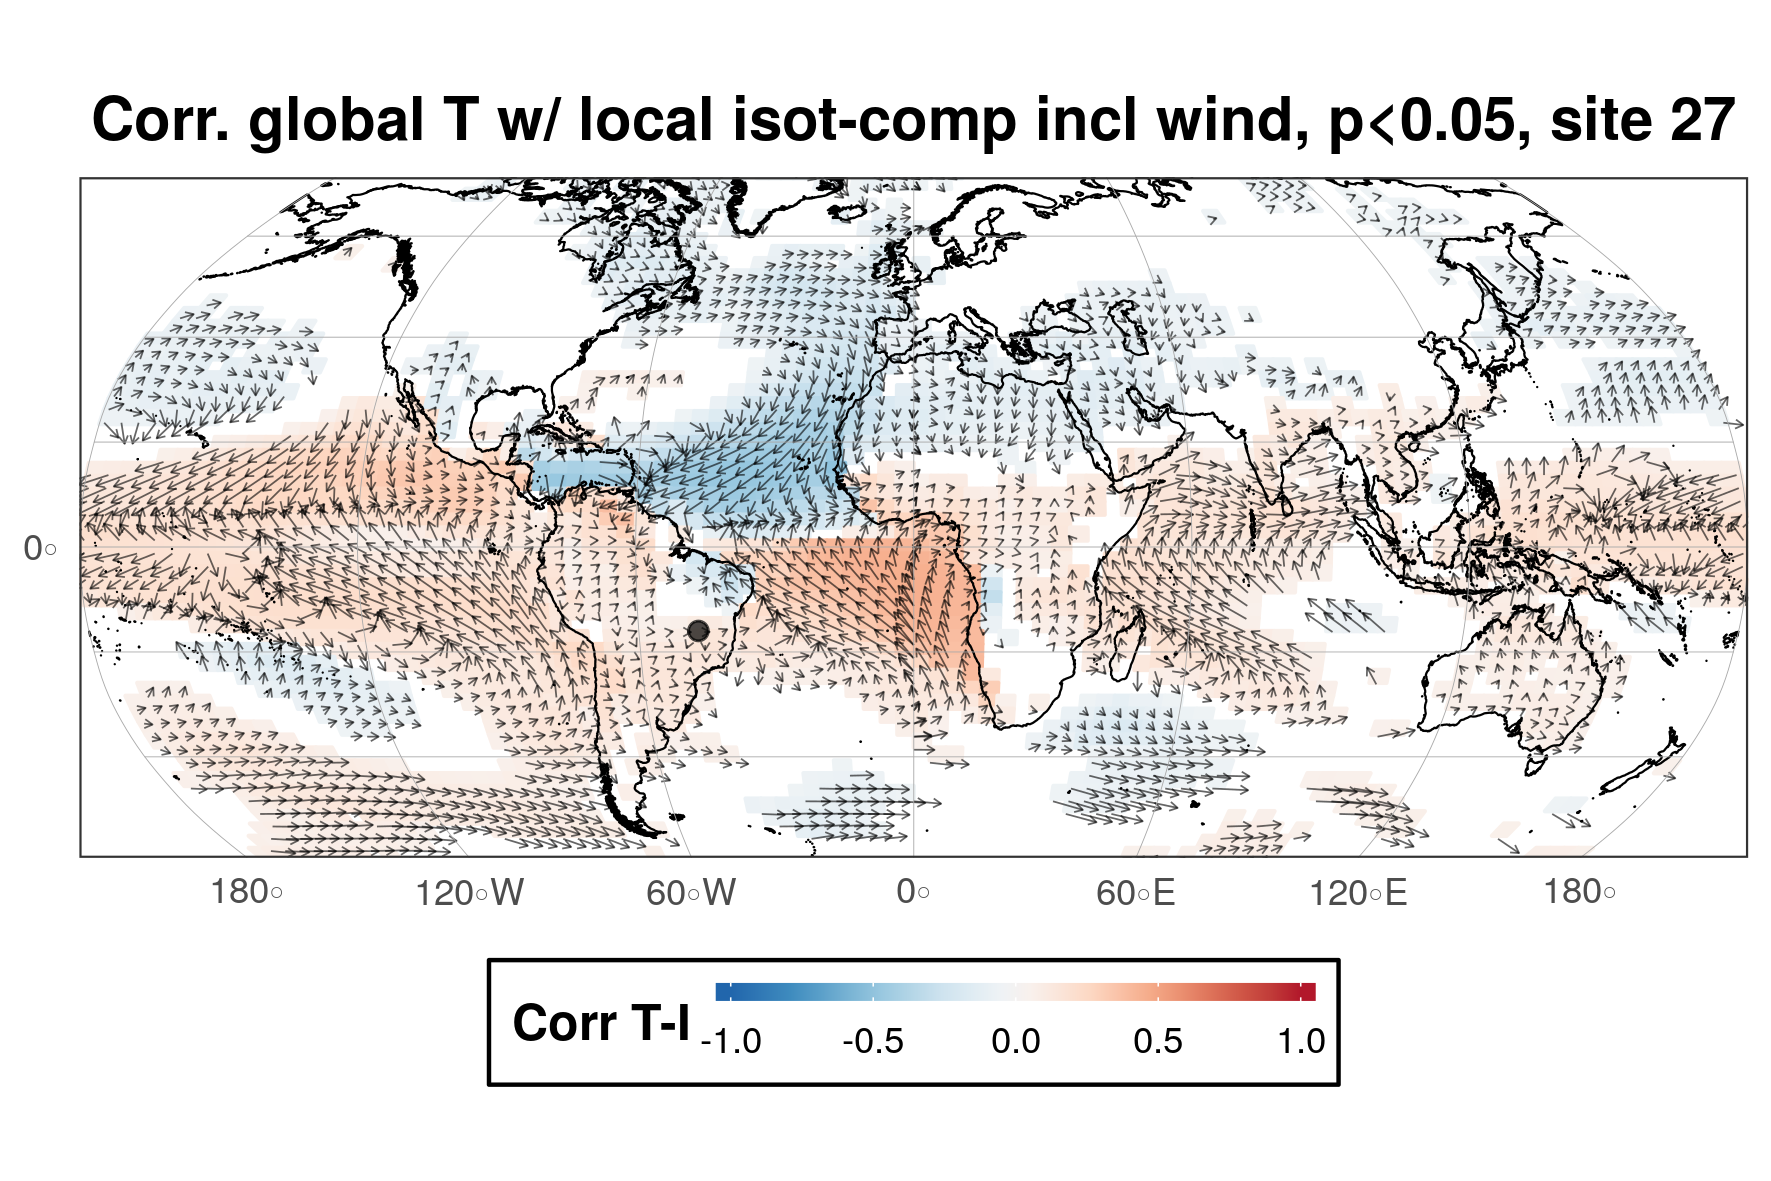 Corr. global T w/ local isot-comp incl wind, p<0.05, site 27
0○
180○ 120○W 60○W 0○ 60○E 120○E 180○
Corr T-I
-1.0 -0.5 0.0 0.5 1.0